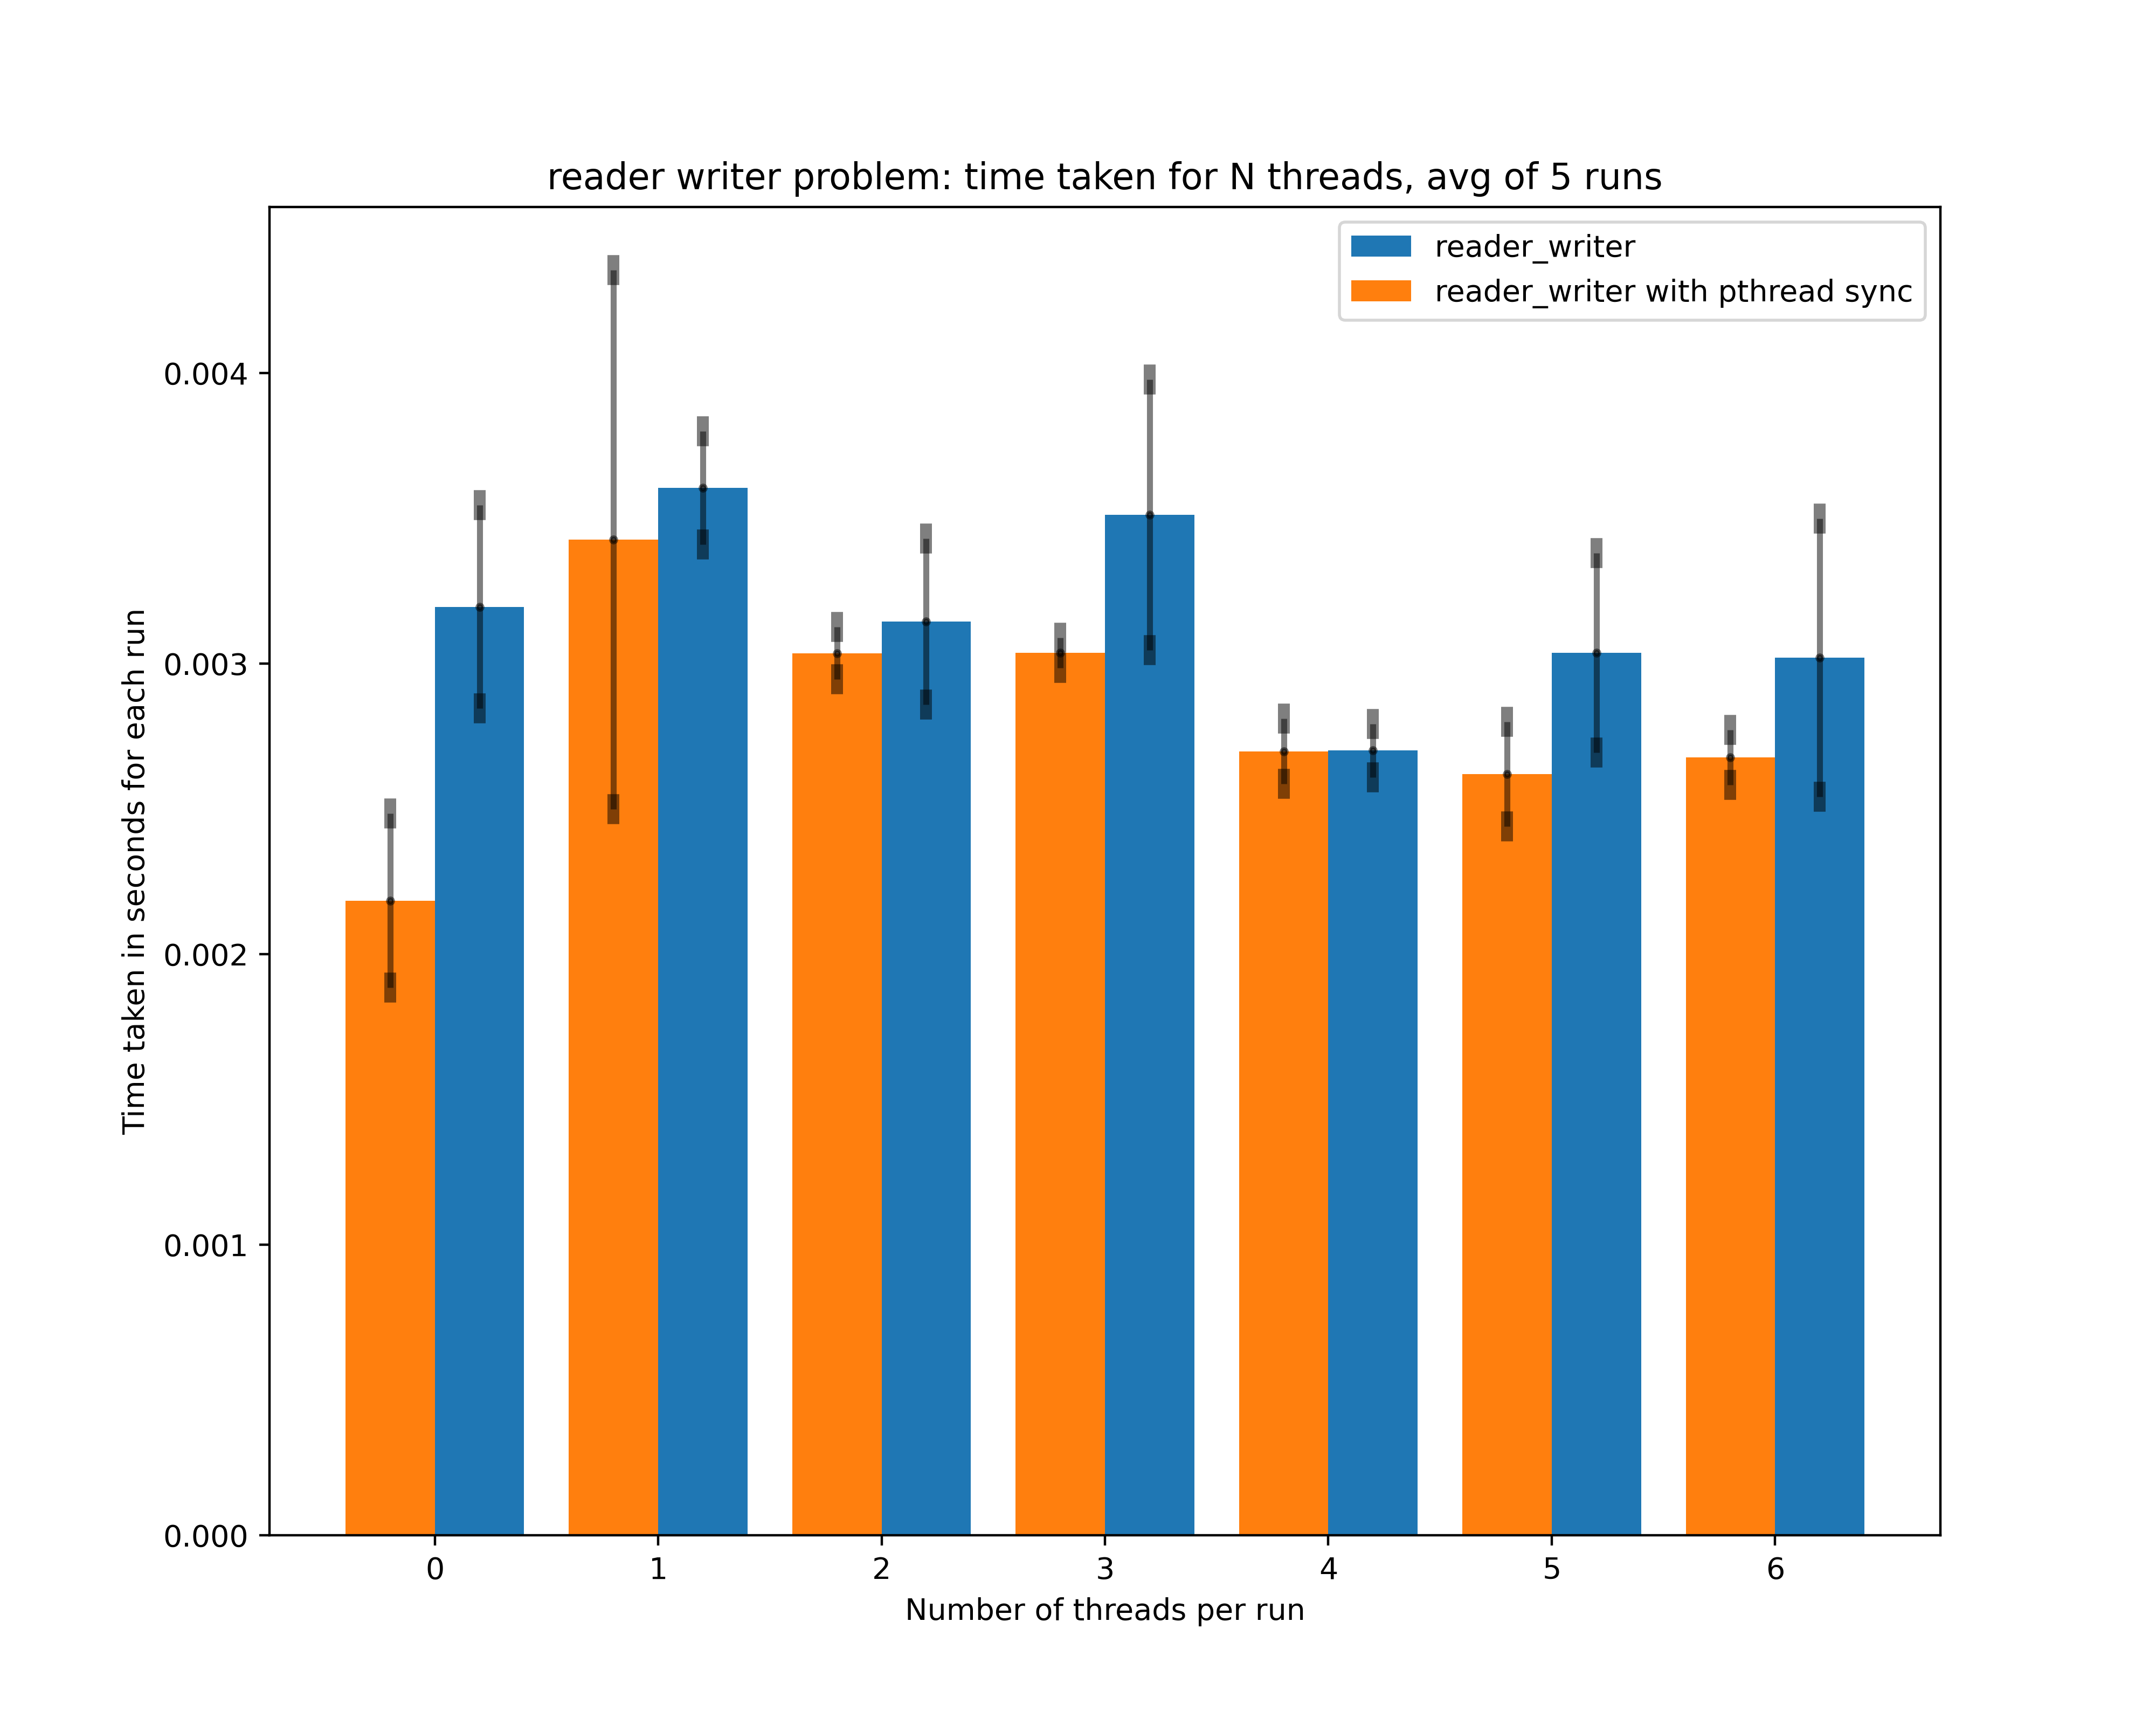 reader writer problem: time taken for N threads, avg of 5 runs
reader_writer
reader_writer with pthread sync
Time taken in seconds for each run
0.004
0.003
0.002
0.001
0.000
0 1 2 3 4 5 6
Number of threads per run